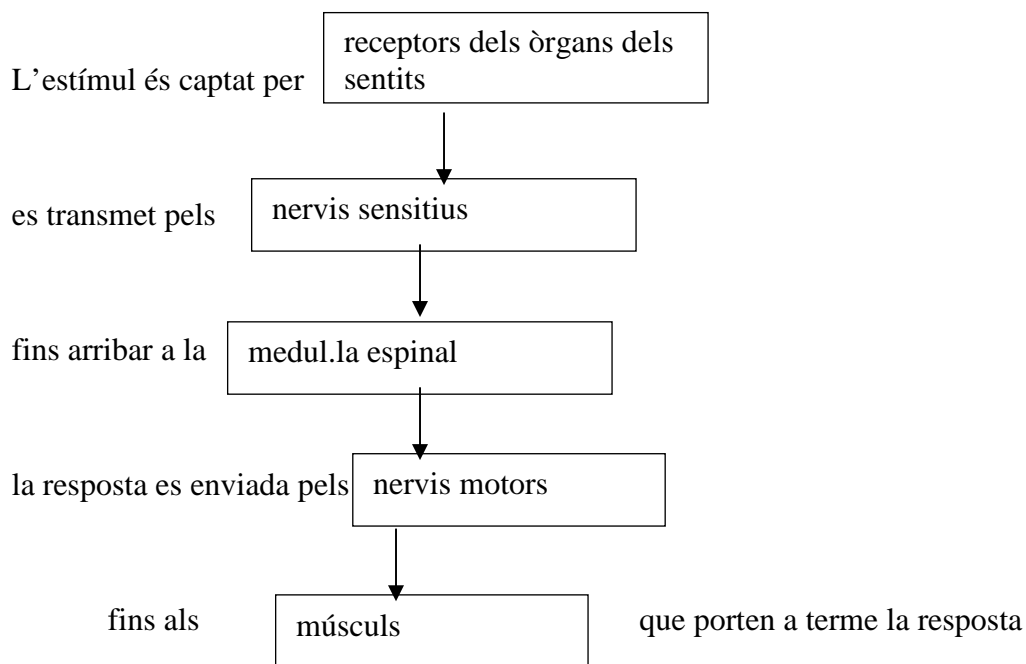 receptors dels òrgans dels
L'estímul és captat per sentits
es transmet pels nervis sensitius
fins arribar a la medul.la espinal
la resposta es enviada pels nervis motors
fins als músculs que porten a terme la resposta